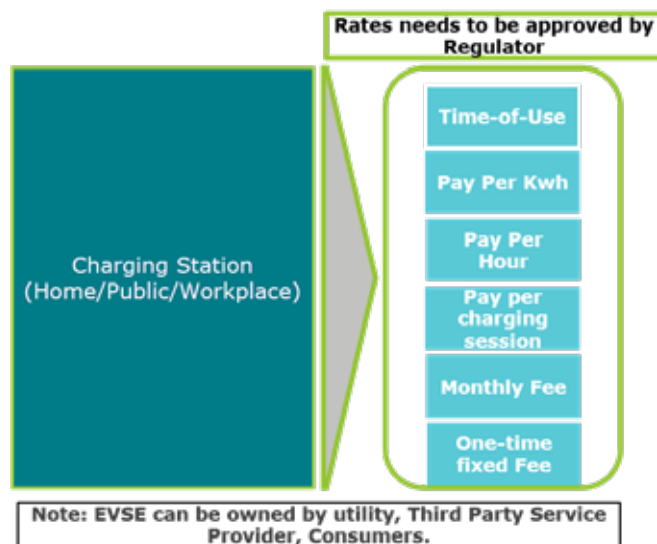 Rates needs to be approved by
Regulator
Charging Station
(Home/Public/Workplace)
Time-of-Use
Pay Per Kwh
Pay Per
Hour
Pay per
charging
session
Monthly Fee
One-time
fixed Fee
Note: EVSE can be owned by utility, Third Party Service
Provider, Consumers.